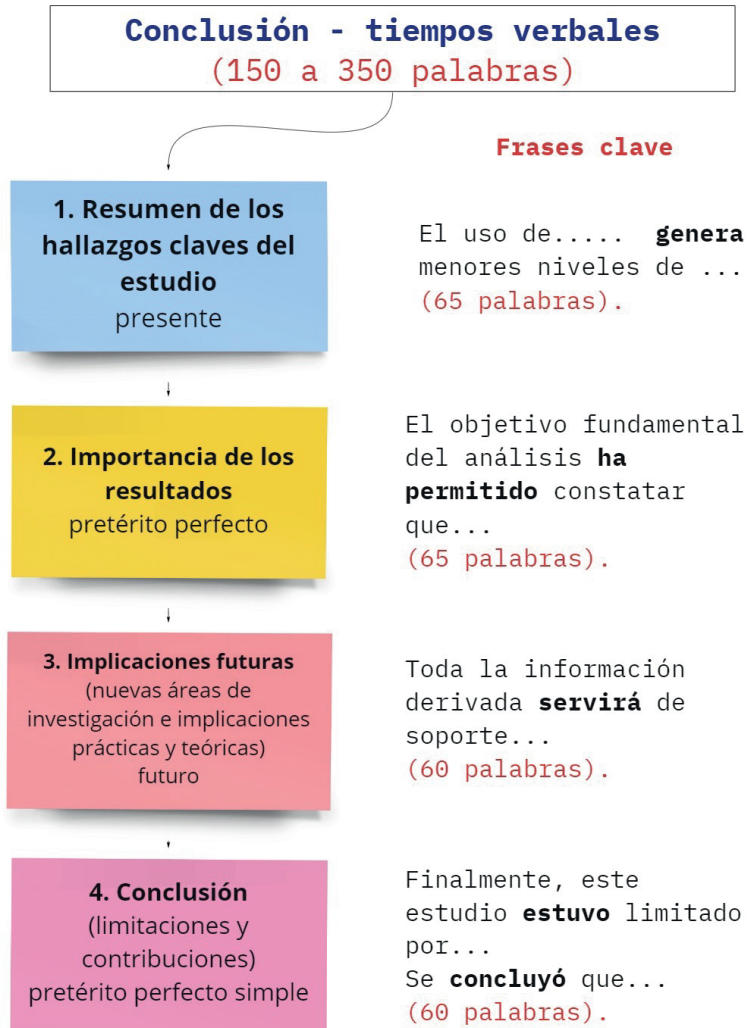 Conclusión - tiempos verbales
(150 a 350 palabras)
Frases clave
1. Resumen de los
hallazgos claves del
estudio
presente
El uso de..... genera
menores niveles de ...
(65 palabras).
2. Importancia de los
resultados
pretérito perfecto
El objetivo fundamental
del análisis ha
permitido constatar
que...
(65 palabras).
3. Implicaciones futuras
(nuevas áreas de
investigación e implicaciones
prácticas y teóricas)
futuro
Toda la información
derivada servirá de
soporte...
(60 palabras).
4. Conclusión
(limitaciones y
contribuciones)
pretérito perfecto simple
Finalmente, este
estudio estuvo limitado
por...
Se concluyó que...
(60 palabras).